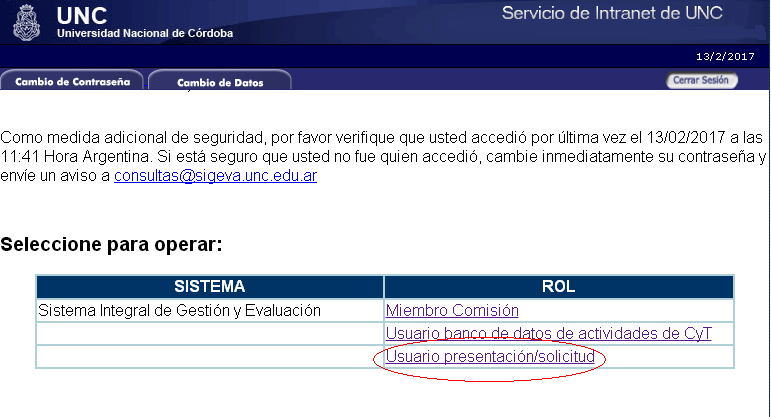 UNC
Universidad Nacional de Córdoba
Servicio de Intranet de UNC
13/2/2017
Cambio de Contraseña
Cambio de Datos
Cerrar Sesión
Como medida adicional de seguridad, por favor verifique que usted accedió por última vez el 13/02/2017 a las
11:41 Hora Argentina. Si está seguro que usted no fue quien accedió, cambie inmediatamente su contraseña y
envíe un aviso a consultas@sigeva.unc.edu.ar
Seleccione para operar:
SISTEMA ROL
Sistema Integral de Gestión y Evaluación Miembro Comisión
Usuario banco de datos de actividades de CyT
Usuario presentación/solicitud